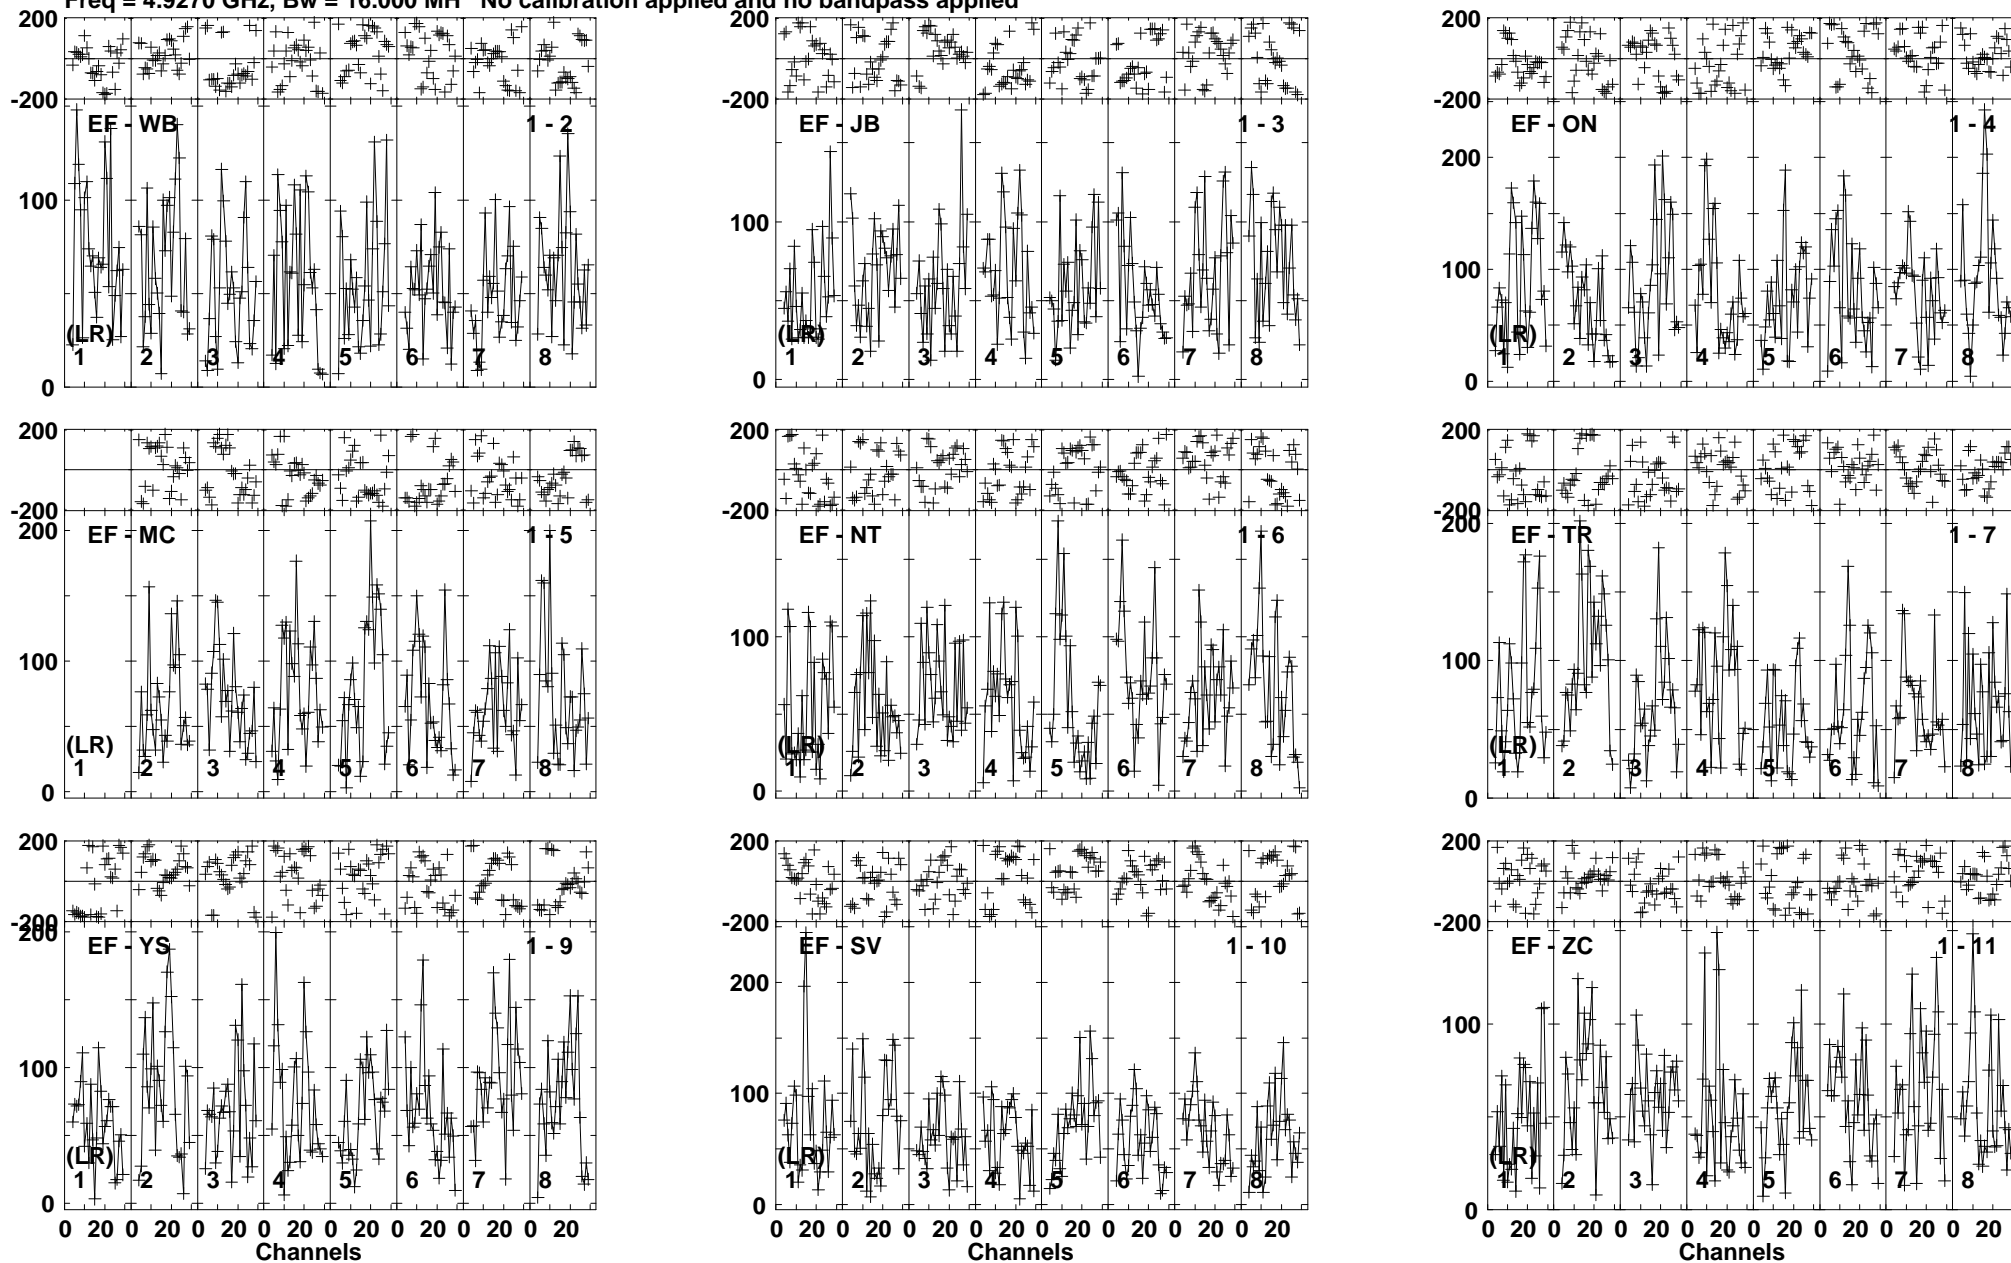 Freq = 4.9270 GHz, Bw = 16.000 MH No calibration applied and no bandpass applied
200 200 200
-200 -200 -200
EF - WB 1 - 2 EF - JB 1 - 3 EF - ON 1 - 4
200
100 100 100
(LR) (LR) (LR)
1 2 3 4 5 6 7 8 1 2 3 4 5 6 7 8 1 2 3 4 5 6 7 8
0 0 0
200 200 200
-200 -200 -200
EF - MC 1 - 5 EF - NT 1 - 6 EF - TR 1 - 7
200 200
100 100 100
(LR) (LR) (LR)
1 2 3 4 5 6 7 8 1 2 3 4 5 6 7 8 1 2 3 4 5 6 7 8
0 0 0
200 200 200
-200 -200 -200
EF - YS 1 - 9 EF - SV 1 - 10 EF - ZC 1 - 11
200 200
100 100 100
(LR) (LR) (LR)
1 2 3 4 5 6 7 8 1 2 3 4 5 6 7 8 1 2 3 4 5 6 7 8
0 0 0
0 20 0 20 0 20 0 20 0 20 0 20 0 20 0 20 0 20 0 20 0 20 0 20 0 20 0 20 0 20 0 20 0 20 0 20 0 20 0 20 0 20 0 20 0 20 0 20
Channels Channels Channels